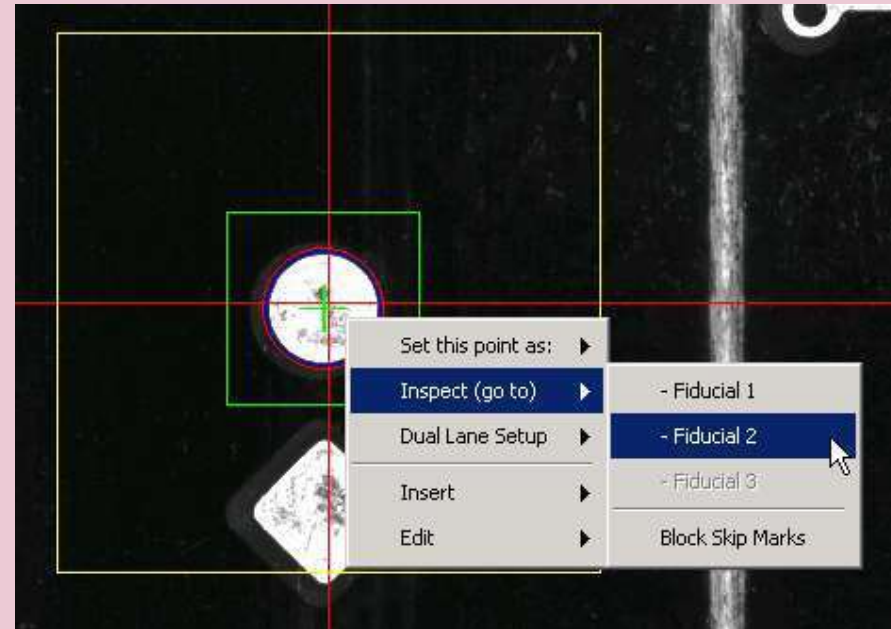 Set this point as:
Inspect (go to)
Dual Lane Setup
Insert
Edit
- Fiducial 1
- Fiducial 2
- Fiducial 3
Block Skip Marks